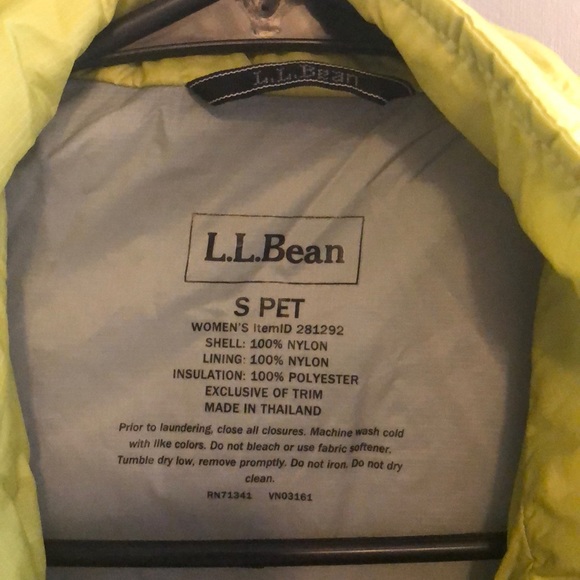 L.L.Bean
L.L.Bean
S PET
WOMEN'S ItemID 281292
SHELL: 100% NYLON
LINING: 100% NYLON
INSULATION: 100% POLYESTER
EXCLUSIVE OF TRIM
MADE IN THAILAND
Prior to laundering, close all closures. Machine wash cold
with like colors. Do not bleach or use fabric softener.
Tumble dry low, remove promptly. Do not iron. Do not dry
clean.
RN71341 VN03161